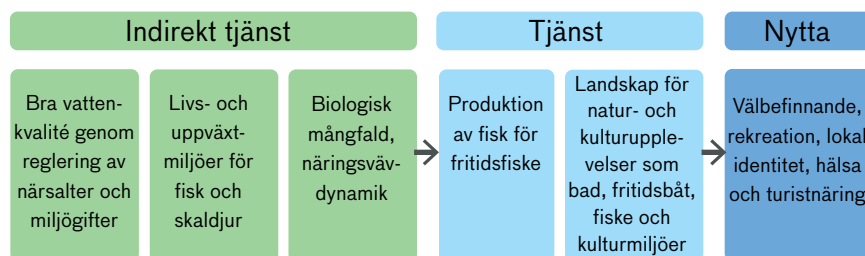 Indirekt tjänst
Tjänst
Nytta
Bra vatten-
kvalité genom
reglering av
närsalter och
miljögifter
Livs- och
uppväxt-
miljöer för
fisk och
skaldjur
Biologisk
mångfald,
näringsväv-
dynamik
Produktion
av fisk för
fritidsfiske
Landskap för
natur- och
kulturupple-
velser som
bad, fritidsbåt,
fiske och
kulturmiljöer
Välbefinnande,
rekreation, lokal
identitet, hälsa
och turistnäring